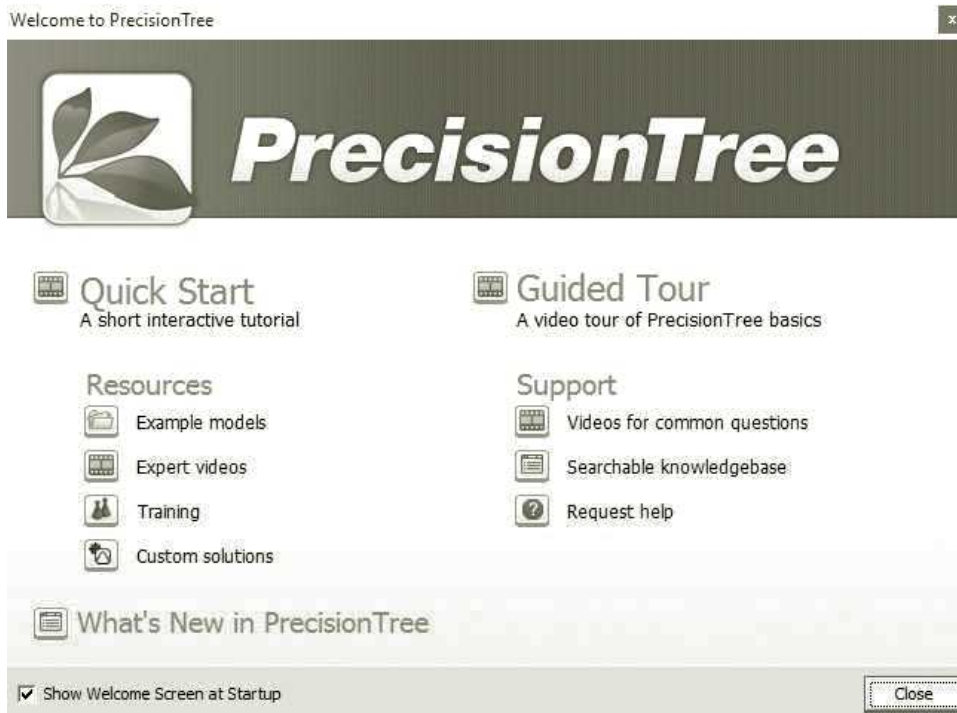 Welcome to PrecisionTree
x
PrecisionTree
Quick Start
A short interactive tutorial
Guided Tour
A video tour of PrecisionTree basics
Resources
Example models
Expert videos
Training
Custom solutions
Support
Videos for common questions
Searchable knowledgebase
Request help
What's New in PrecisionTree
Show Welcome Screen at Startup
Close